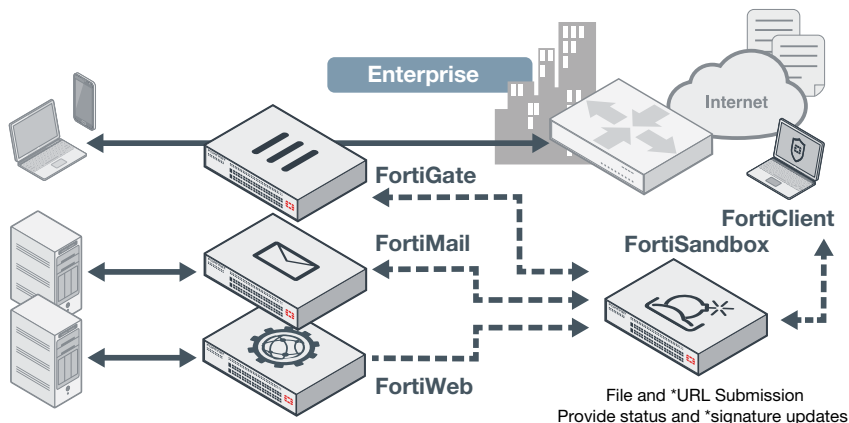 Enterprise
Internet
FortiGate
FortiClient
FortiMail
FortiSandbox
FortiWeb
File and *URL Submission
Provide status and *signature updates